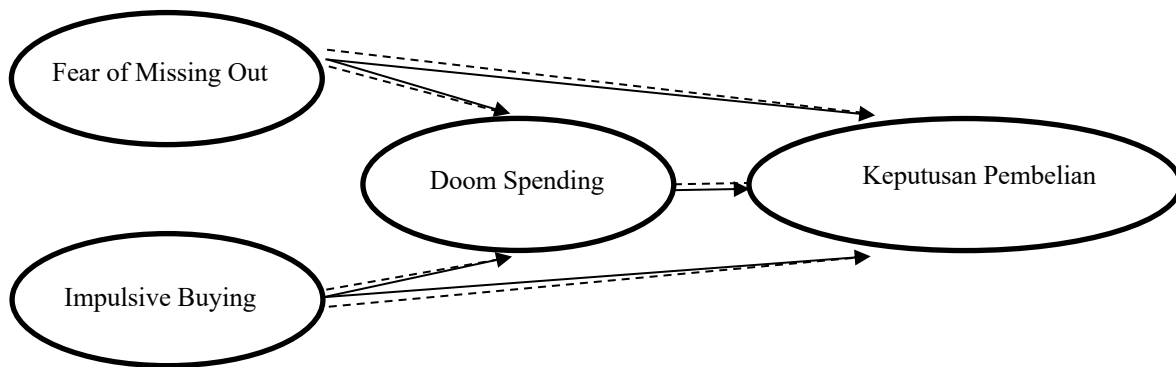 Fear of Missing Out
Doom Spending
Keputusan Pembelian
Impulsive Buying